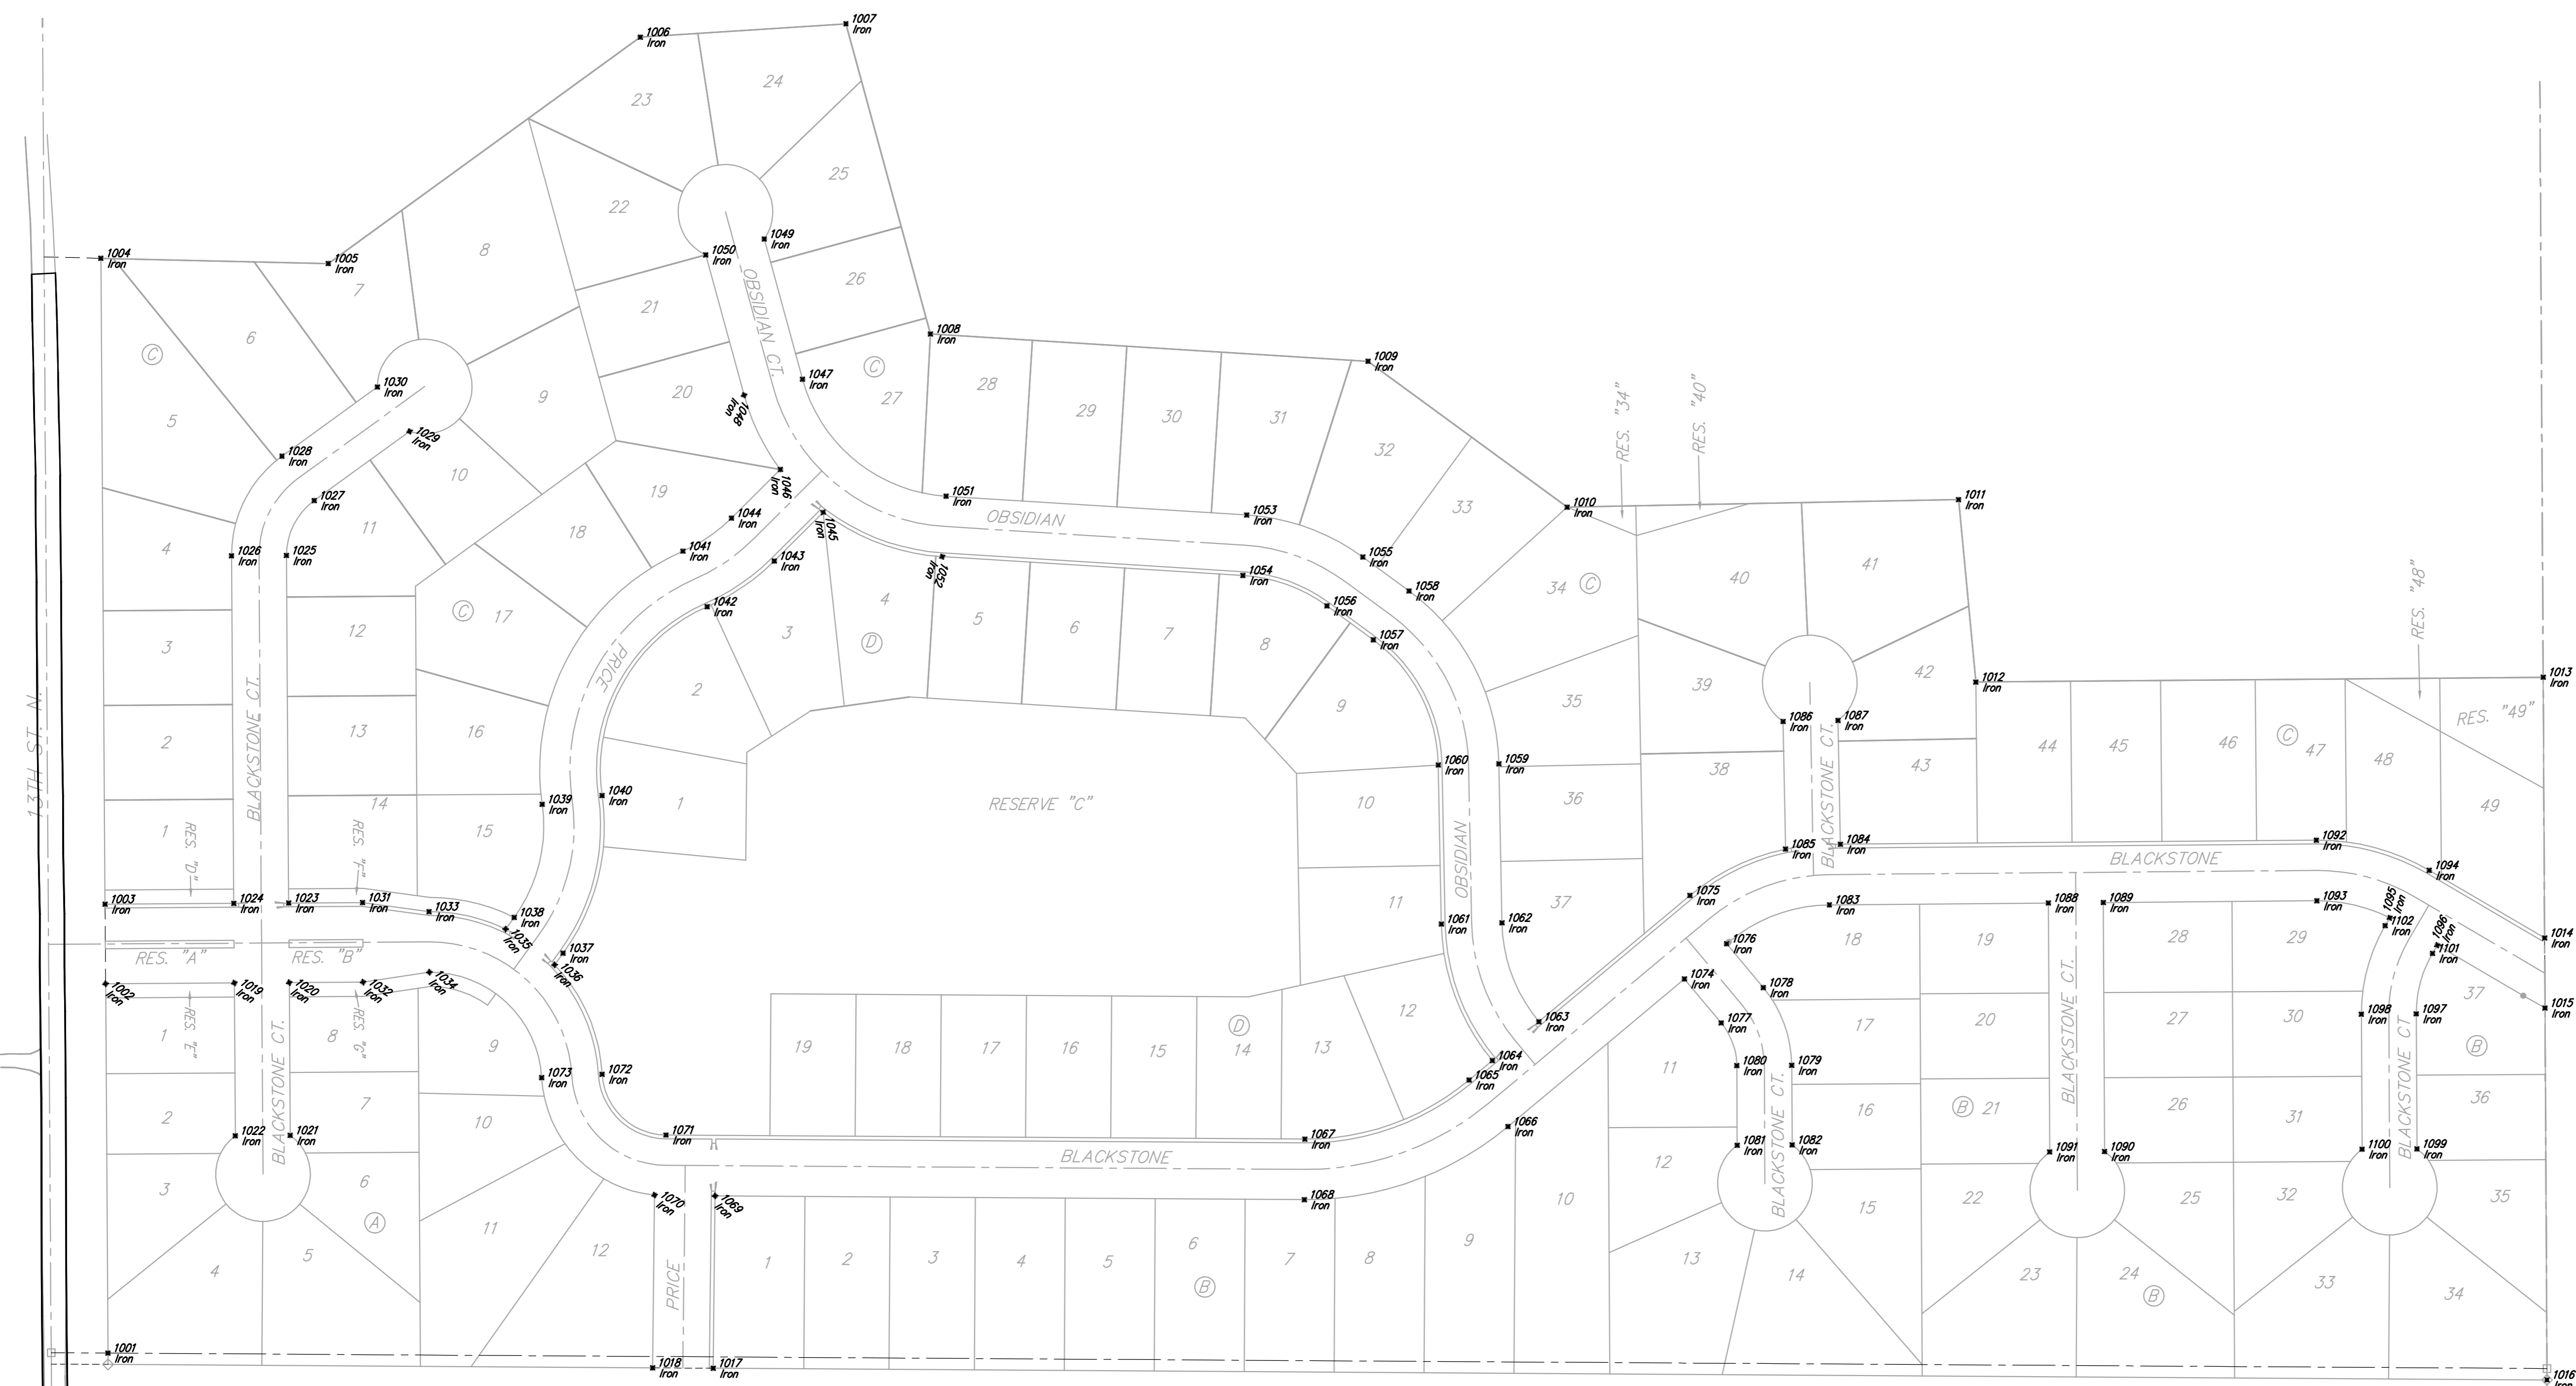 1007
Iron
1006
Iron
24
23
25
22
1049
Iron
1050
Iron
1004
Iron
1005
Iron
8
7
26
21
OBSIDIAN CT.
1008
Iron
6
C
1009
Iron
C
27
28
1047
Iron
1030
Iron
20
9
1048
Iron
29
30
31
5
32
RES. "34"
RES. "40"
1029
Iron
1028
Iron
10
19
1046
Iron
1051
Iron
1027
Iron
1044
Iron
1045
Iron
OBSIDIAN
1053
Iron
33
1010
Iron
1011
Iron
11
18
4
1026
Iron
1025
Iron
1041
Iron
1043
Iron
1052
Iron
1054
Iron
1055
Iron
41
40
34
C
1058
Iron
4
C
17
1042
Iron
1056
Iron
RES. "48"
12
3
3
D
5
6
7
8
1057
Iron
PRICE
2
42
1012
Iron
1013
Iron
39
35
9
13TH ST. N.
BLACKSTONE CT.
2
13
16
1086
Iron
1087
Iron
44
45
46
C
47
48
RES. "49"
BLACKSTONE CT.
1060
Iron
1059
Iron
38
43
14
1039
Iron
1040
Iron
1
RESERVE "C"
10
36
49
1
RES. "D"
RES. "F"
15
OBSIDIAN
1085
Iron
1084
Iron
1092
Iron
BLACKSTONE
1094
Iron
1003
Iron
1024
Iron
1023
Iron
1031
Iron
1033
Iron
1038
Iron
1035
Iron
11
37
1075
Iron
1083
Iron
1088
Iron
1089
Iron
1093
Iron
1095
Iron
1102
Iron
1061
Iron
1062
Iron
1096
Iron
1101
Iron
1014
Iron
RES. "A"
RES. "B"
1037
Iron
1036
Iron
1076
Iron
18
19
28
29
1002
Iron
1019
Iron
1020
Iron
1032
Iron
1034
Iron
1074
Iron
1078
Iron
37
1015
Iron
1
RES. "E"
8
RES. "G"
9
12
1063
Iron
1077
Iron
17
20
27
30
1098
Iron
1097
Iron
BLACKSTONE CT.
19
18
17
16
15
D
14
13
1064
Iron
11
B
1072
Iron
1073
Iron
1065
Iron
1080
Iron
1079
Iron
BLACKSTONE CT.
2
7
10
BLACKSTONE CT.
16
B
21
26
31
BLACKSTONE CT
36
1066
Iron
1022
Iron
1021
Iron
1071
Iron
1067
Iron
BLACKSTONE
1081
Iron
1082
Iron
1091
Iron
1090
Iron
1100
Iron
1099
Iron
12
3
6
1070
Iron
1069
Iron
1068
Iron
10
15
22
25
32
35
A
11
12
5
4
PRICE
1
2
3
4
5
6
B
7
8
9
13
14
23
24
B
33
34
1001
Iron
1018
Iron
1017
Iron
1016
Iron